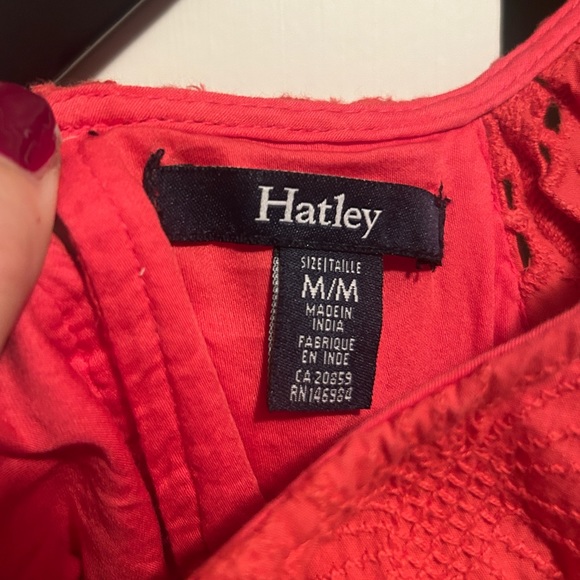 Hatley
SIZE|TAILLE
M/M
MADE IN
INDIA
FABRIQUE
EN INDE
CA 20859
RN146984